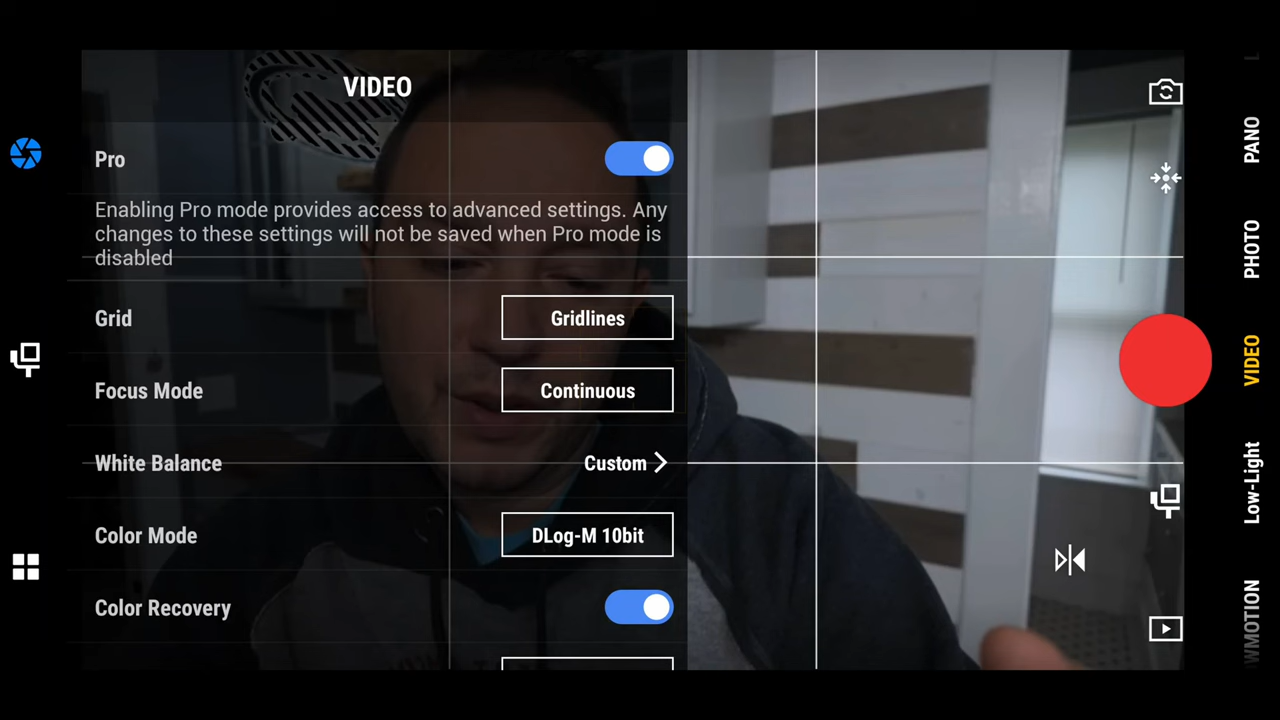 VIDEO
Pro
Enabling Pro mode provides access to advanced settings. Any
changes to these settings will not be saved when Pro mode is
disabled
Grid
Gridlines
Focus Mode
Continuous
White Balance
Custom
Color Mode
DLog-M 10bit
Color Recovery
PANO
PHOTO
VIDEO
Low-Light
WMOTION